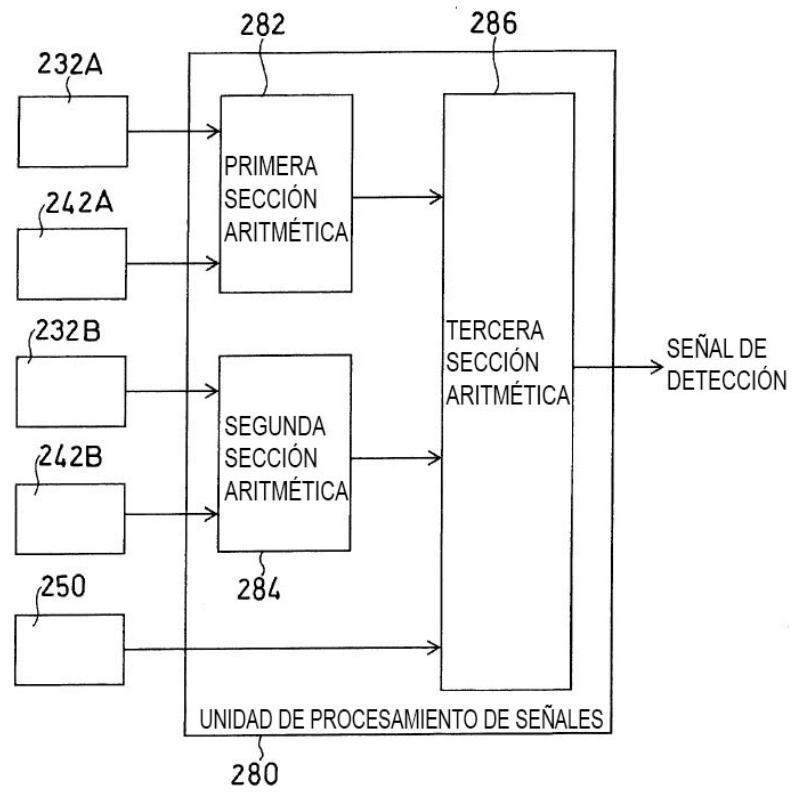 282
286
232A
PRIMERA
SECCIÓN
ARITMÉTICA
242A
232B
TERCERA
SECCIÓN
ARITMÉTICA
SEÑAL DE
DETECCIÓN
SEGUNDA
SECCIÓN
ARITMÉTICA
242B
250
284
UNIDAD DE PROCESAMIENTO DE SEÑALES
280